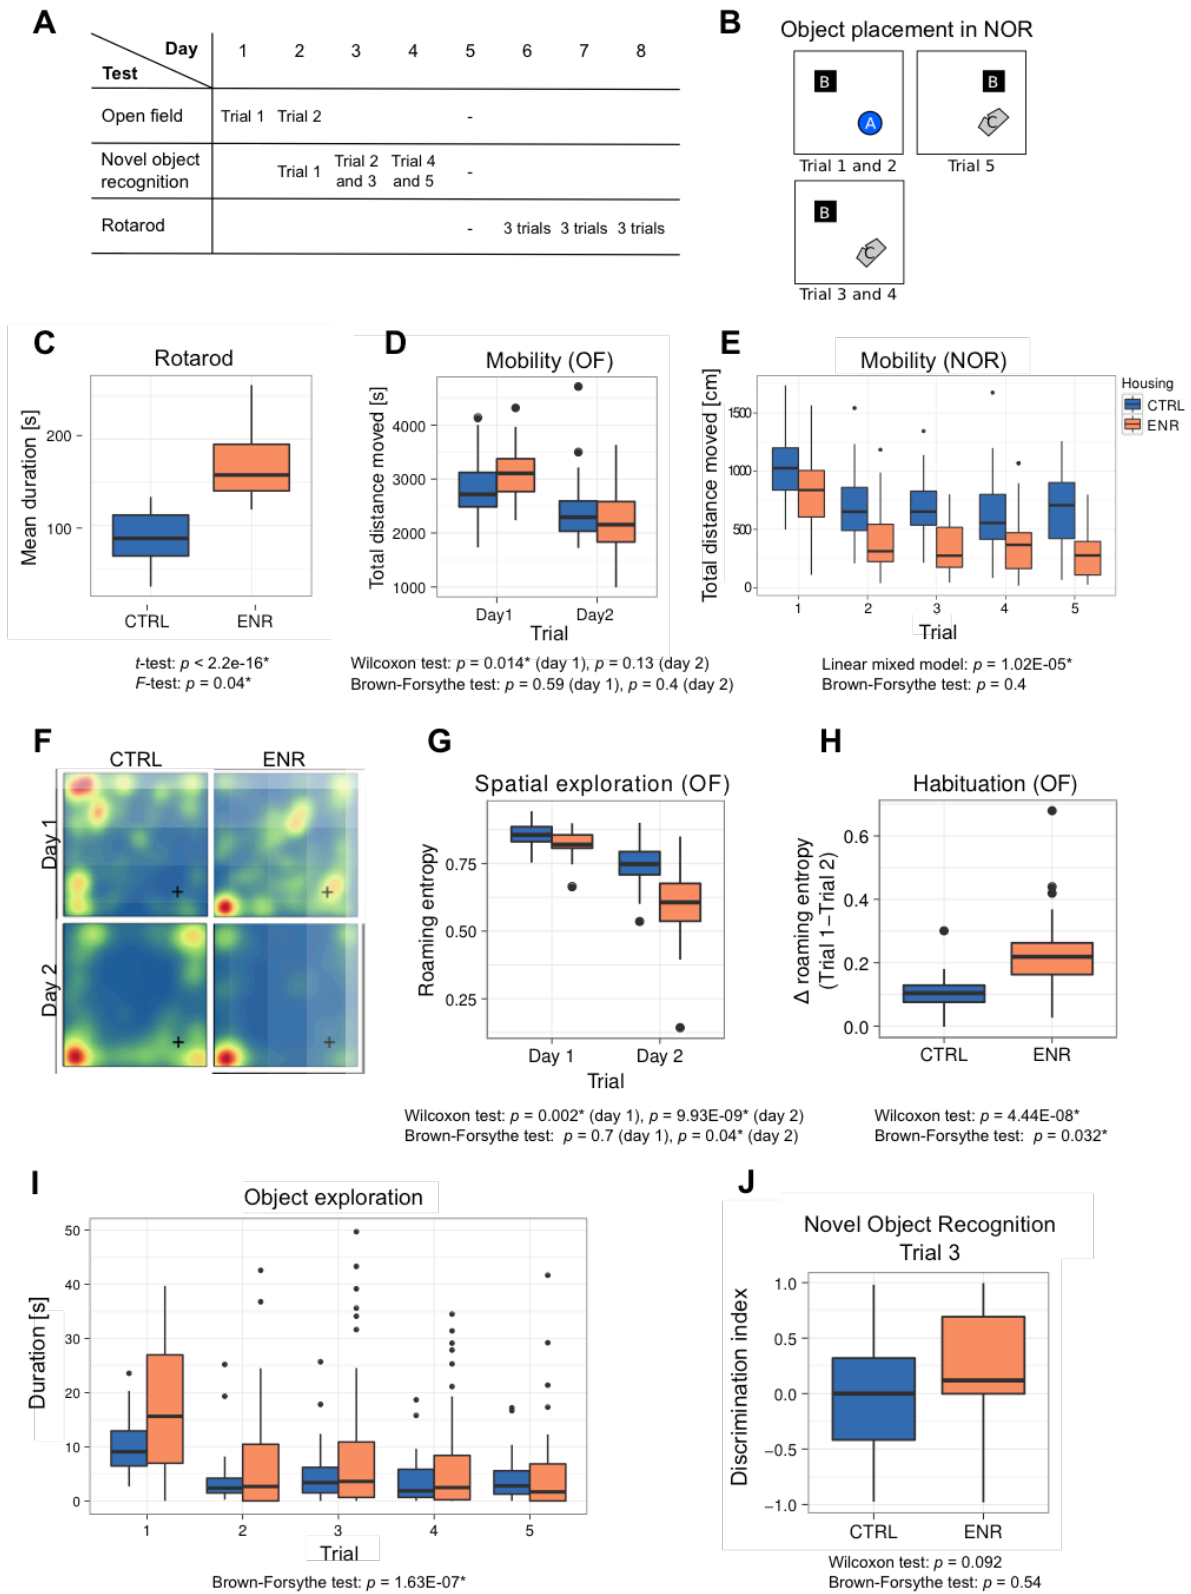 A
Day 1 2 3 4 5 6 7 8
Test
Open field Trial 1 Trial 2 -
Novel object recognition Trial 1 Trial 2 and 3 Trial 4 and 5 -
Rotarod - 3 trials 3 trials 3 trials
B
Object placement in NOR
B A
Trial 1 and 2
B C
Trial 5
B C
Trial 3 and 4
C
Rotarod
Mean duration [s]
200
100
CTRL ENR
t-test: p < 2.2e-16*
F-test: p = 0.04*
D
Mobility (OF)
Total distance moved [s]
4000
3000
2000
1000
Day1 Day2
Trial
Wilcoxon test: p = 0.014* (day 1), p = 0.13 (day 2)
Brown-Forsythe test: p = 0.59 (day 1), p = 0.4 (day 2)
E
Mobility (NOR)
Total distance moved [cm]
1500
1000
500
0
1 2 3 4 5
Trial
Housing
CTRL
ENR
Linear mixed model: p = 1.02E-05*
Brown-Forsythe test: p = 0.4
F
CTRL ENR
Day 1
Day 2
G
Spatial exploration (OF)
Roaming entropy
0.75
0.50
0.25
Day 1 Day 2
Trial
Wilcoxon test: p = 0.002* (day 1), p = 9.93E-09* (day 2)
Brown-Forsythe test: p = 0.7 (day 1), p = 0.04* (day 2)
H
Habituation (OF)
Δ roaming entropy
(Trial 1−Trial 2)
0.6
0.4
0.2
0.0
CTRL ENR
Wilcoxon test: p = 4.44E-08*
Brown-Forsythe test: p = 0.032*
I
Object exploration
Duration [s]
50
40
30
20
10
0
1 2 3 4 5
Trial
Brown-Forsythe test: p = 1.63E-07*
J
Novel Object Recognition
Trial 3
Discrimination index
1.0
0.5
0.0
−0.5
−1.0
CTRL ENR
Wilcoxon test: p = 0.092
Brown-Forsythe test: p = 0.54